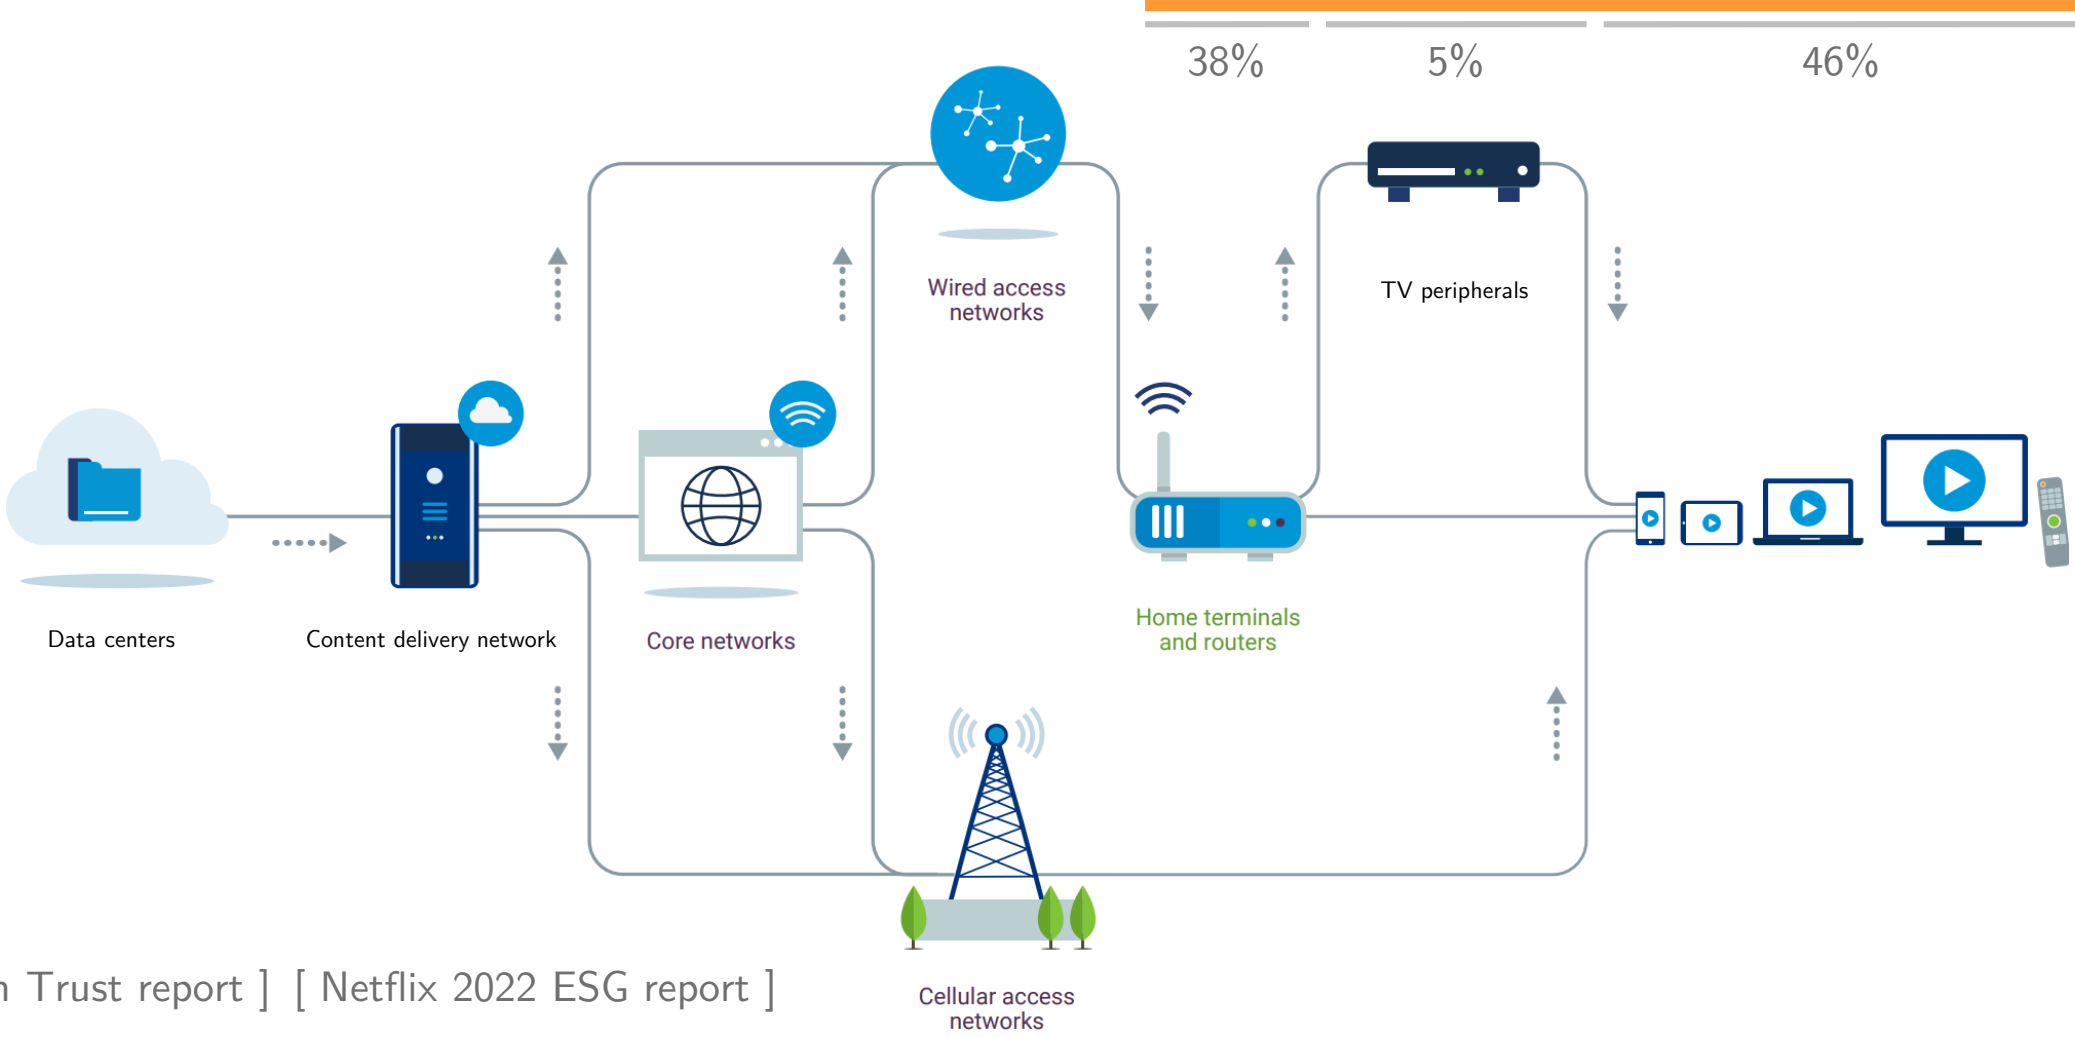 38% 5% 46%
Wired access
networks
TV peripherals
Data centers
Content delivery network
Core networks
Home terminals
and routers
Trust report ] [ Netflix 2022 ESG report ]
Cellular access
networks